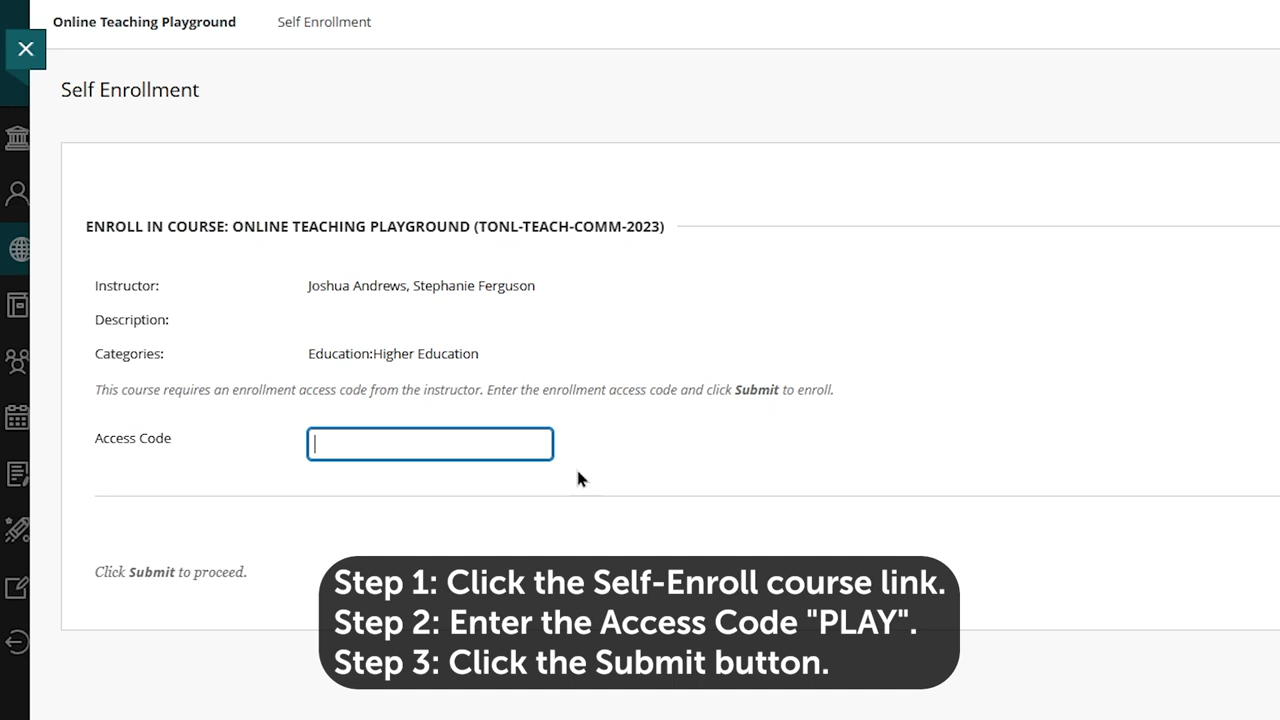 Online Teaching Playground Self Enrollment
Self Enrollment
ENROLL IN COURSE: ONLINE TEACHING PLAYGROUND (TONL-TEACH-COMM-2023)
Instructor: Joshua Andrews, Stephanie Ferguson
Description:
Categories: Education:Higher Education
This course requires an enrollment access code from the instructor. Enter the enrollment access code and click Submit to enroll.
Access Code
Click Submit to proceed.
Step 1: Click the Self-Enroll course link.
Step 2: Enter the Access Code "PLAY".
Step 3: Click the Submit button.